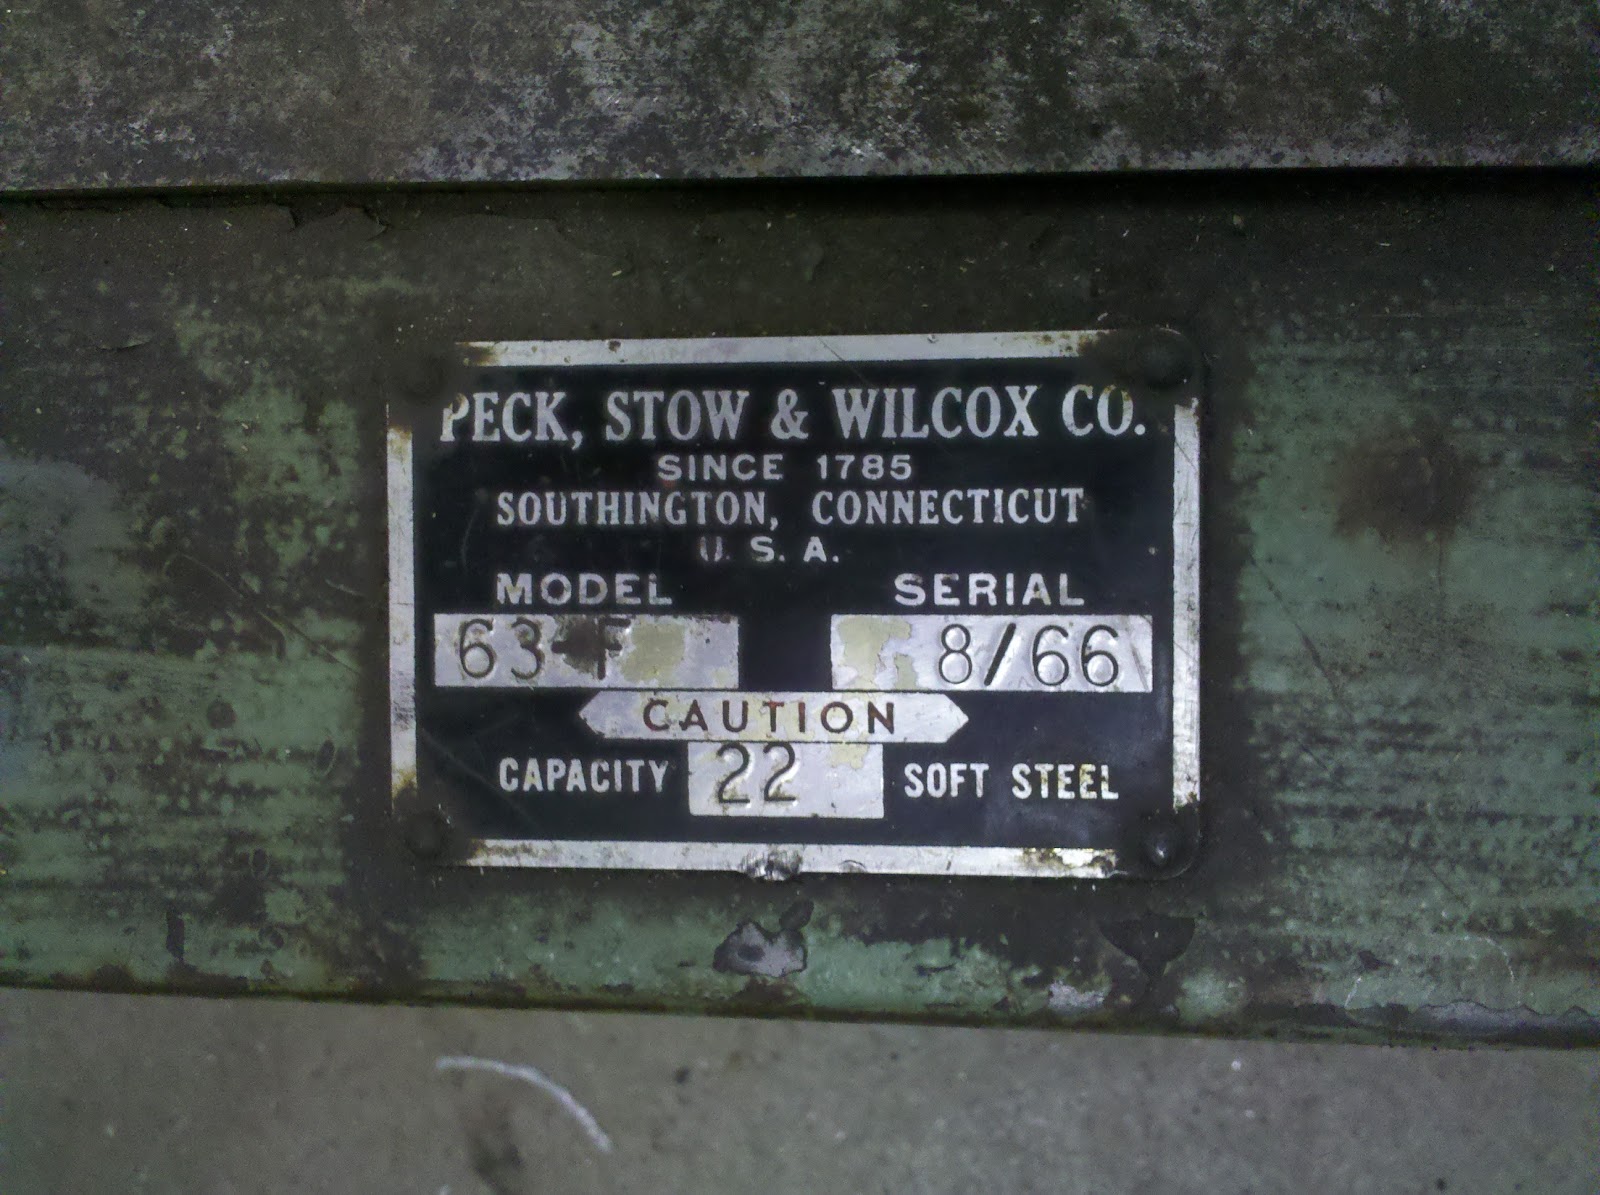 PECK, STOW & WILCOX CO.
SINCE 1785
SOUTHINGTON, CONNECTICUT
U. S. A.
MODEL SERIAL
63-F 8/66
CAUTION
CAPACITY 22 SOFT STEEL